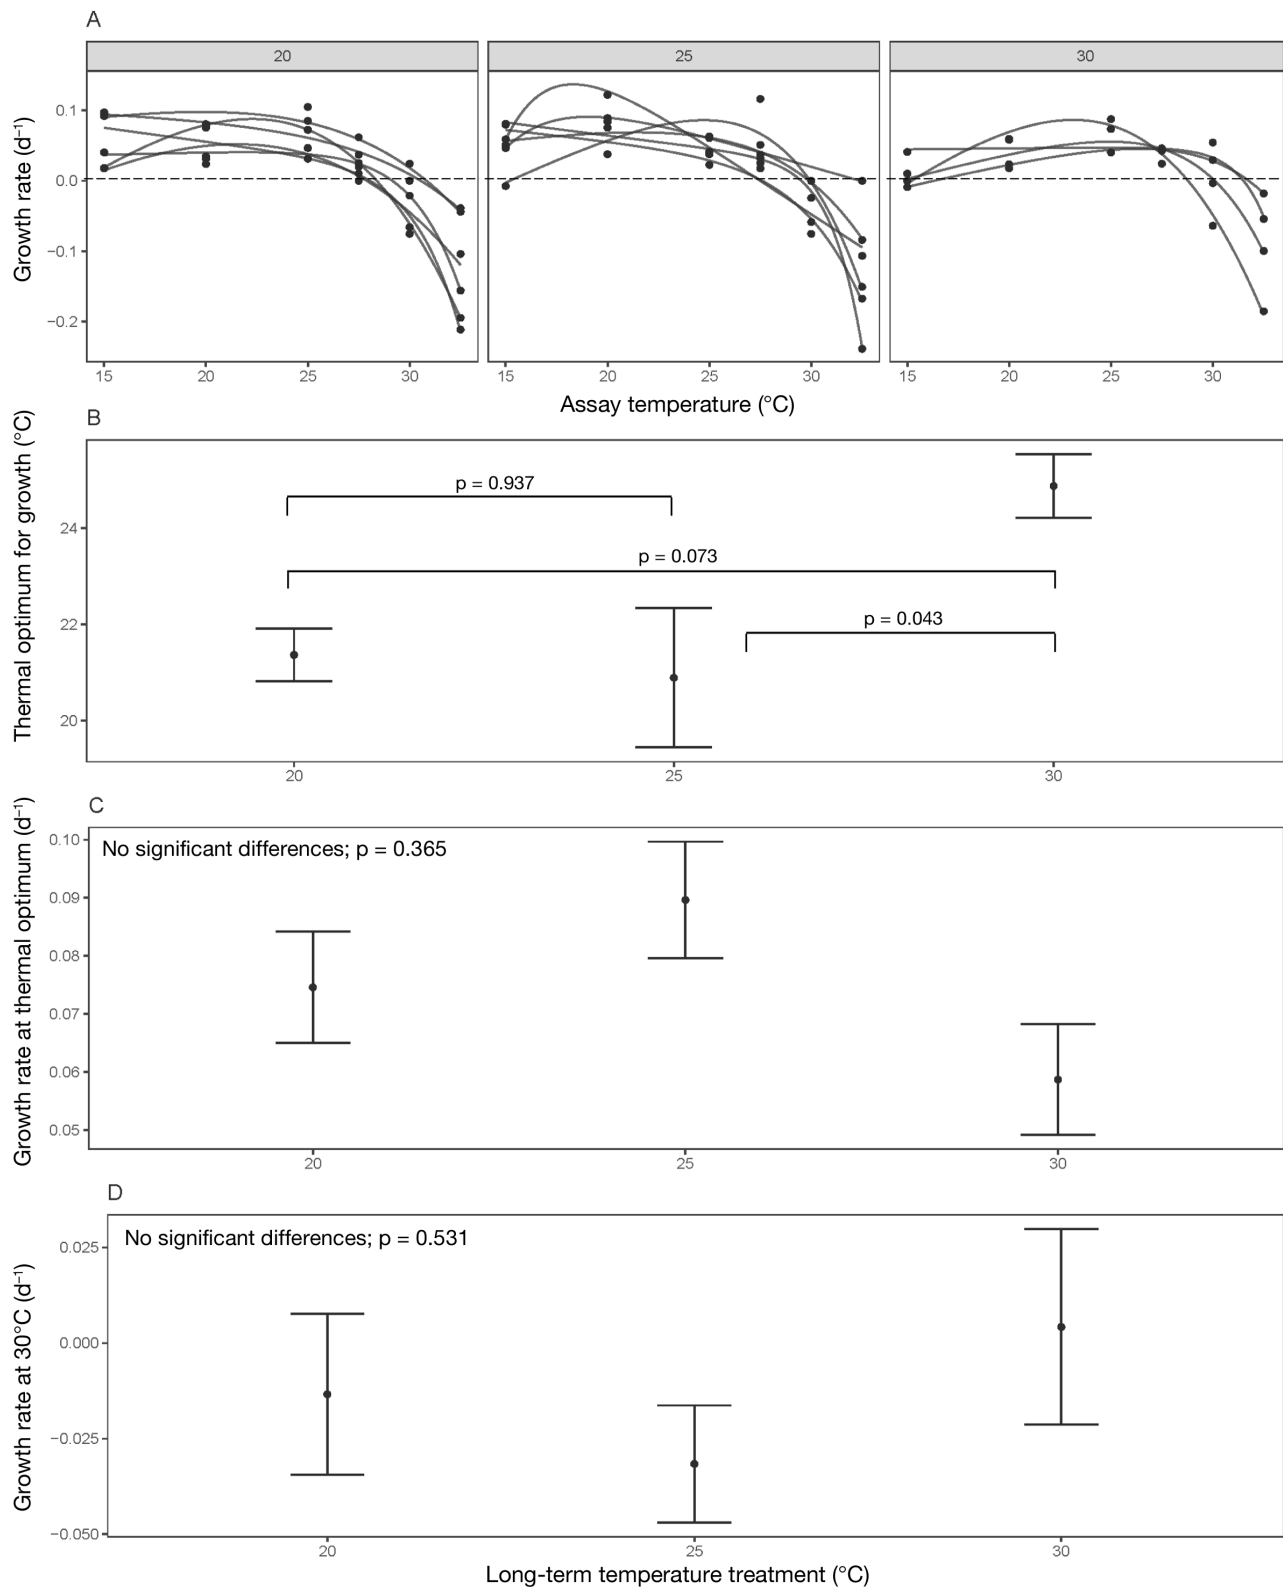 A
20
25
30
Growth rate (d⁻¹)
0.1
0.0
−0.1
−0.2
15
20
25
30
15
20
25
30
15
20
25
30
Assay temperature (°C)
B
Thermal optimum for growth (°C)
p = 0.937
24
p = 0.073
22
p = 0.043
20
20
25
30
C
Growth rate at thermal optimum (d⁻¹)
0.10
No significant differences; p = 0.365
0.09
0.08
0.07
0.06
0.05
20
25
30
D
Growth rate at 30°C (d⁻¹)
No significant differences; p = 0.531
0.025
0.000
−0.025
−0.050
20
25
30
Long-term temperature treatment (°C)